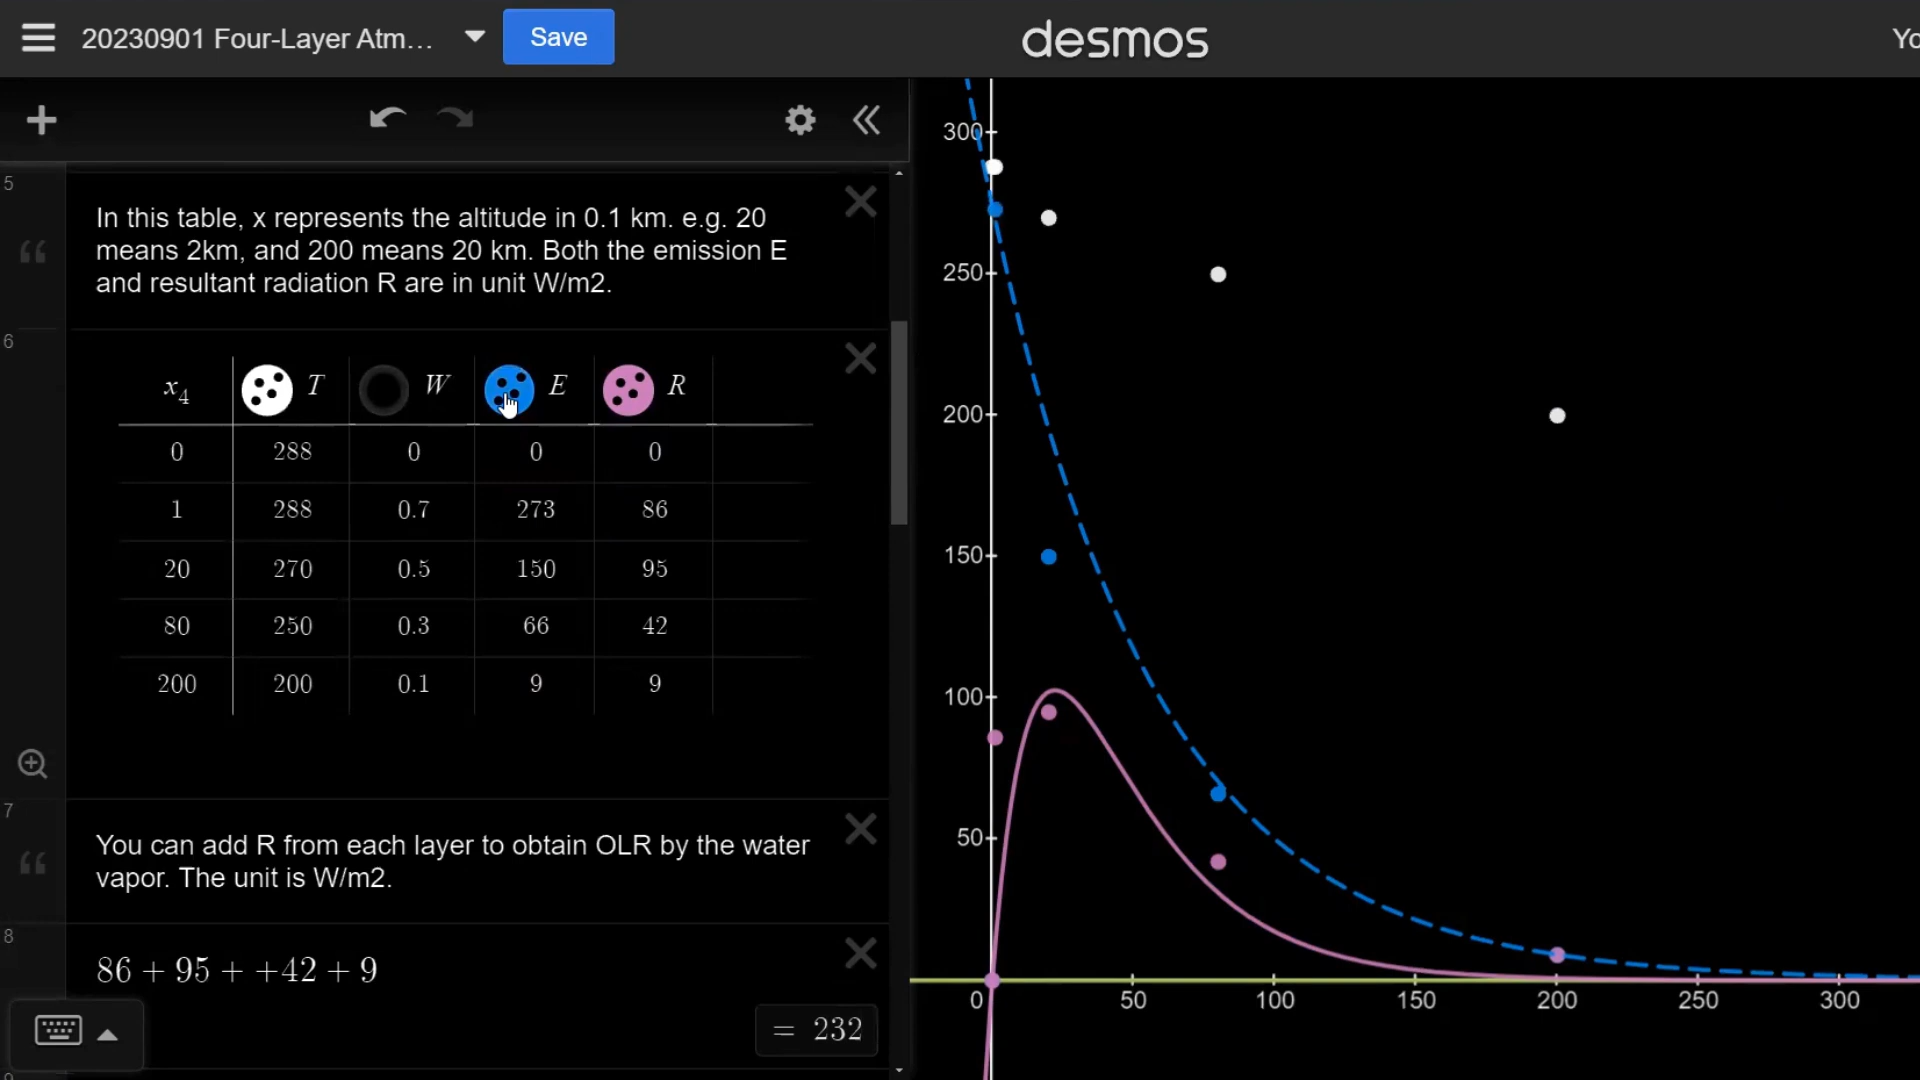 20230901 Four-Layer Atm...
Save
desmos
Yo
5
In this table, x represents the altitude in 0.1 km. e.g. 20
means 2km, and 200 means 20 km. Both the emission E
and resultant radiation R are in unit W/m2.
6
x4 T W E R
0 288 0 0 0
1 288 0.7 273 86
20 270 0.5 150 95
80 250 0.3 66 42
200 200 0.1 9 9
7
You can add R from each layer to obtain OLR by the water
vapor. The unit is W/m2.
8
86 + 95 + +42 + 9
= 232
300
250
200
150
100
50
0 50 100 150 200 250 300